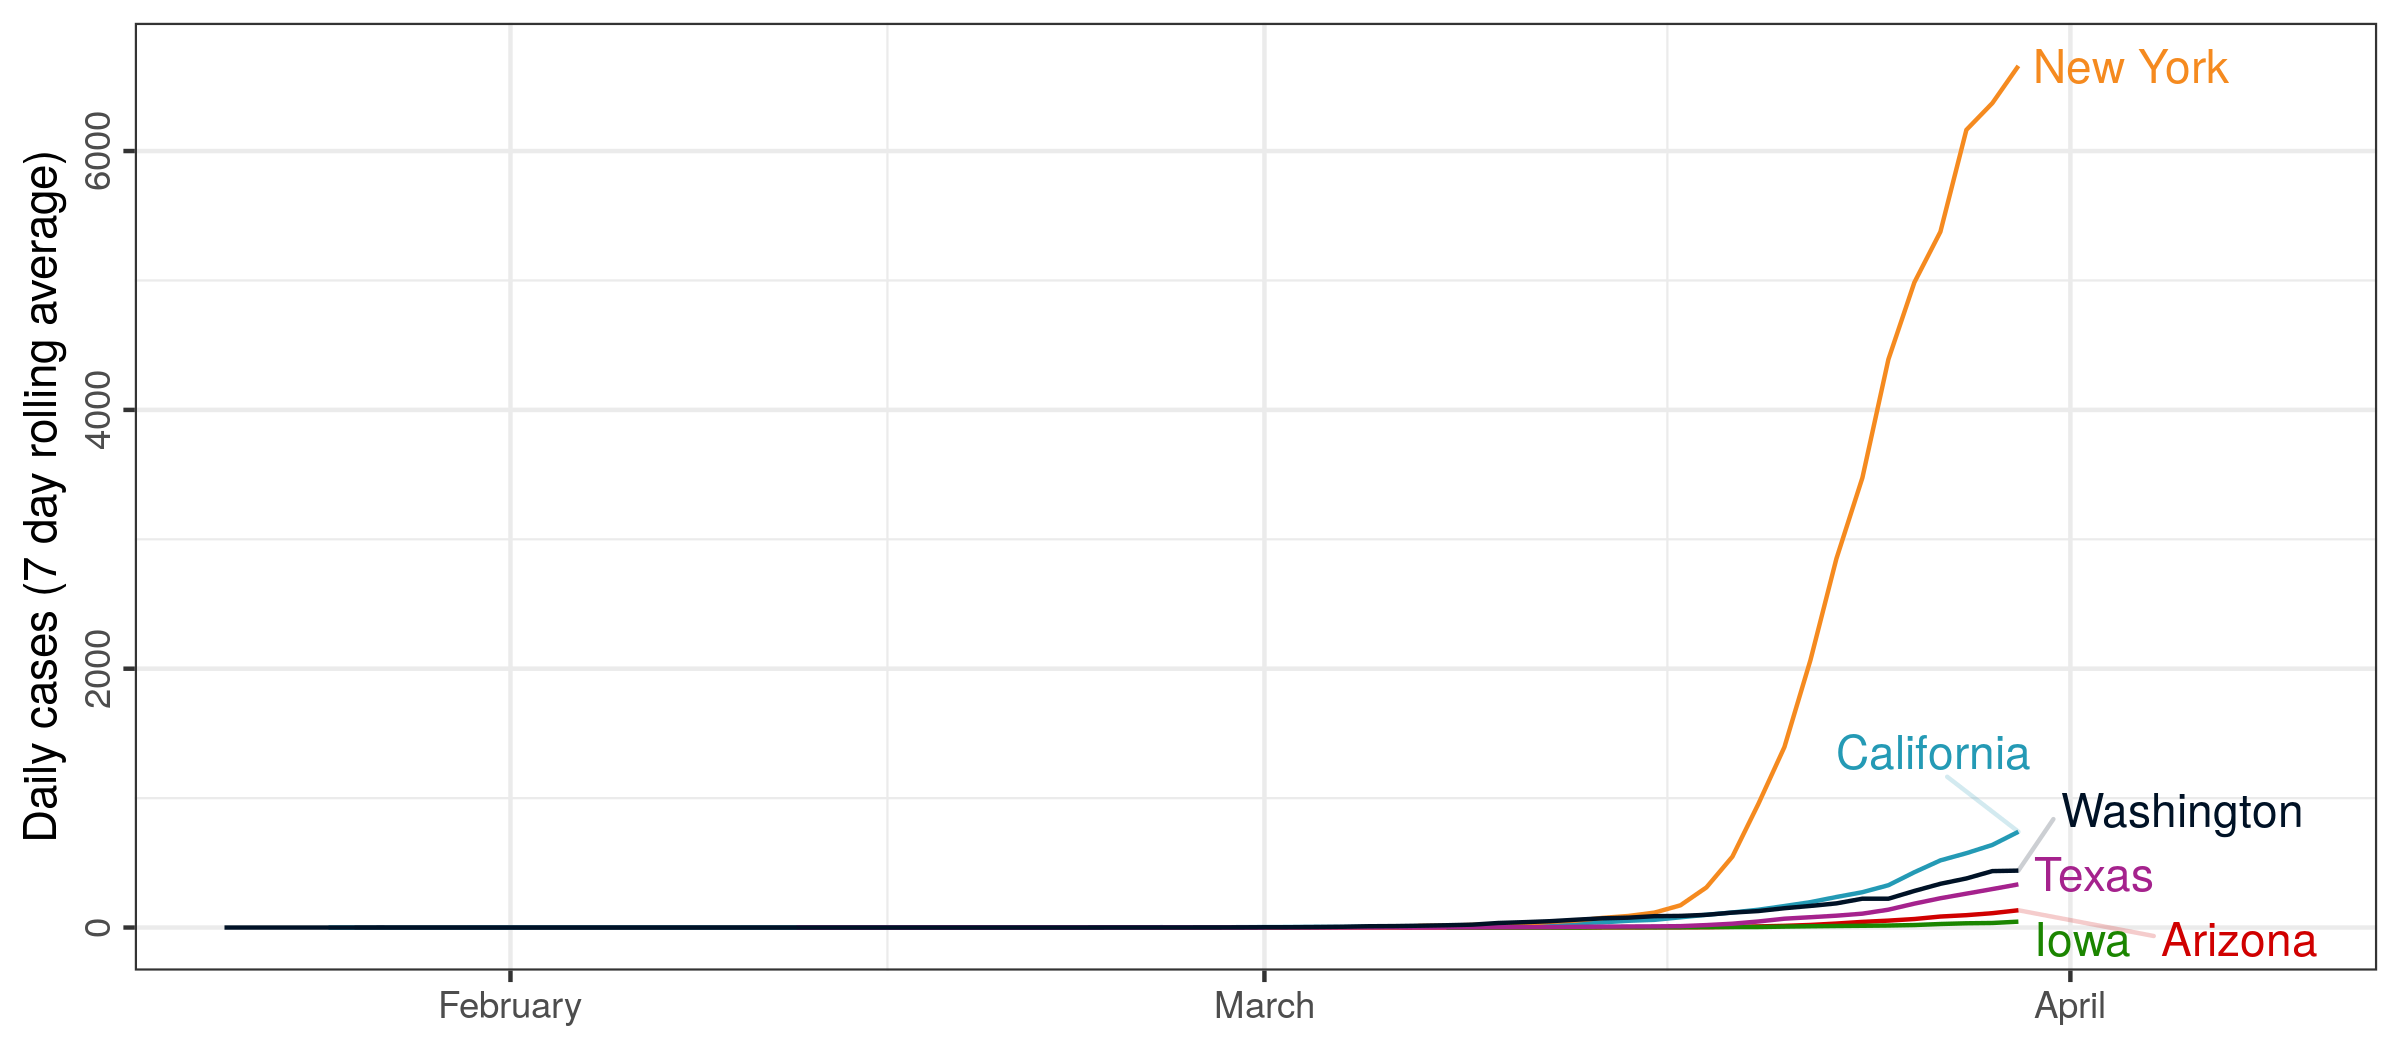 Daily cases (7 day rolling average)
6000
4000
2000
0
New York
California
Washington
Texas
Iowa
Arizona
February
March
April